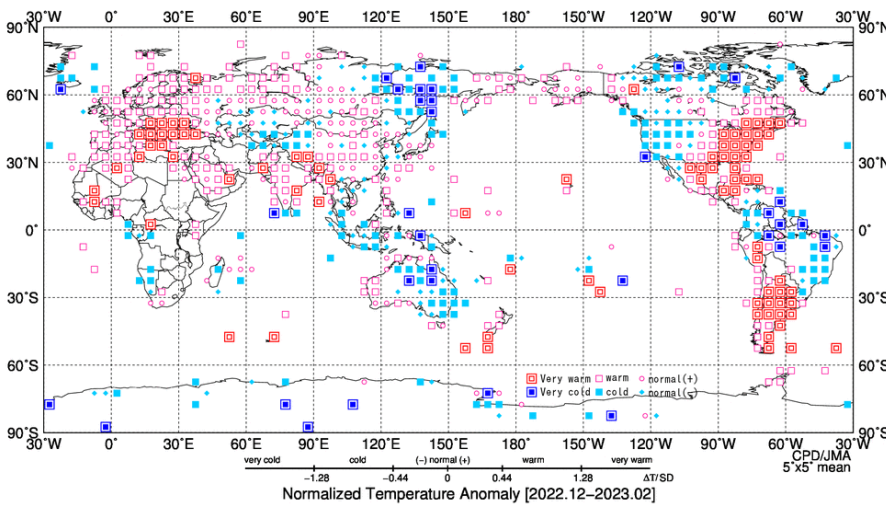 30°W 0° 30°E 60°E 90°E 120°E 150°E 180° 150°W 120°W 90°W 60°W 30°W
90°N 90°N
60°N 60°N
30°N 30°N
0° 0°
30°S 30°S
60°S 60°S
Very warm warm normal(+)
Very cold cold normal(−)
90°S 90°S
30°W 0° 30°E 60°E 90°E 120°E 150°E 180° 150°W 120°W 90°W 60°W 30°W
CPD/JMA
very cold cold (−) normal (+) warm very warm
5°x5° mean
−1.28 −0.44 0 0.44 1.28 ΔT/SD
Normalized Temperature Anomaly [2022.12−2023.02]